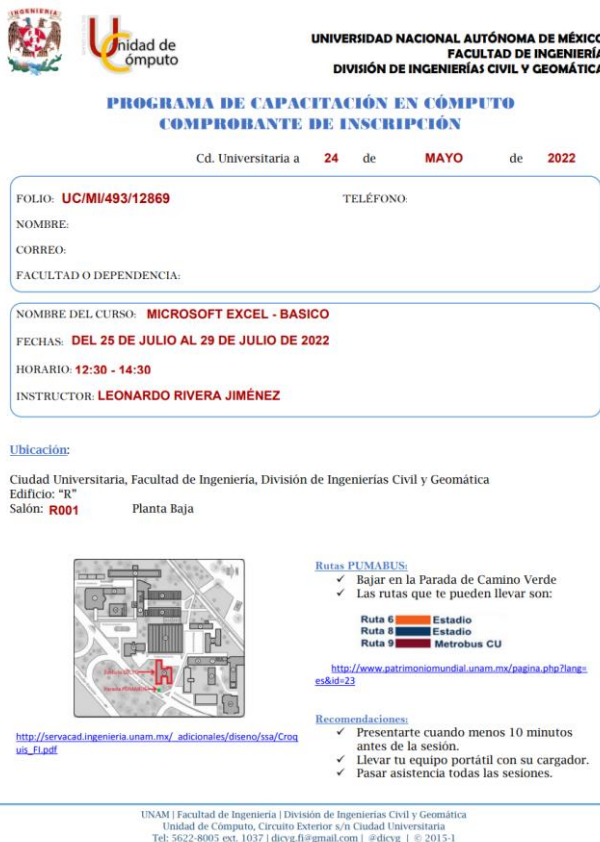 INGENIERIA
Unidad de Cómputo
UNIVERSIDAD NACIONAL AUTÓNOMA DE MÉXICO
FACULTAD DE INGENIERÍA
DIVISIÓN DE INGENIERÍAS CIVIL Y GEOMÁTICA
PROGRAMA DE CAPACITACIÓN EN CÓMPUTO
COMPROBANTE DE INSCRIPCIÓN
Cd. Universitaria a 24 de MAYO de 2022
FOLIO: UC/MI/493/12869 TELÉFONO:
NOMBRE:
CORREO:
FACULTAD O DEPENDENCIA:
NOMBRE DEL CURSO: MICROSOFT EXCEL - BASICO
FECHAS: DEL 25 DE JULIO AL 29 DE JULIO DE 2022
HORARIO: 12:30 - 14:30
INSTRUCTOR: LEONARDO RIVERA JIMÉNEZ
Ubicación:
Ciudad Universitaria, Facultad de Ingeniería, División de Ingenierías Civil y Geomática
Edificio: “R”
Salón: R001 Planta Baja
http://servacad.ingenieria.unam.mx/_adicionales/diseno/ssa/Croq
uis_FI.pdf
Rutas PUMABUS:
✓ Bajar en la Parada de Camino Verde
✓ Las rutas que te pueden llevar son:
Ruta 6 Estadio
Ruta 8 Estadio
Ruta 9 Metrobus CU
http://www.patrimoniomundial.unam.mx/pagina.php?lang=
es&id=23
Recomendaciones:
✓ Presentarte cuando menos 10 minutos
antes de la sesión.
✓ Llevar tu equipo portátil con su cargador.
✓ Pasar asistencia todas las sesiones.
UNAM | Facultad de Ingeniería | División de Ingenierías Civil y Geomática
Unidad de Cómputo, Circuito Exterior s/n Ciudad Universitaria
Tel: 5622-8005 ext. 1037 | dicyg.fi@gmail.com | @dicyg | © 2015-1